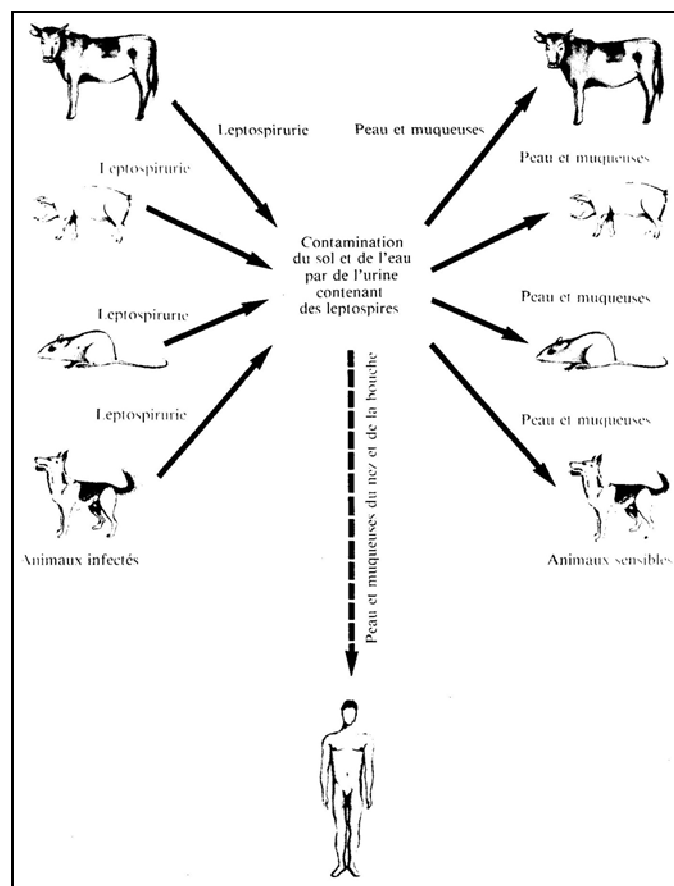 Leptospirurie
Peau et muqueuses
Leptospirurie
Peau et muqueuses
Contamination
du sol et de l'eau
par de l'urine
contenant
des leptospires
Leptospirurie
Peau et muqueuses
Leptospirurie
Peau et muqueuses
Peau et muqueuses du nez et de la bouche
Animaux infectés
Animaux sensibles